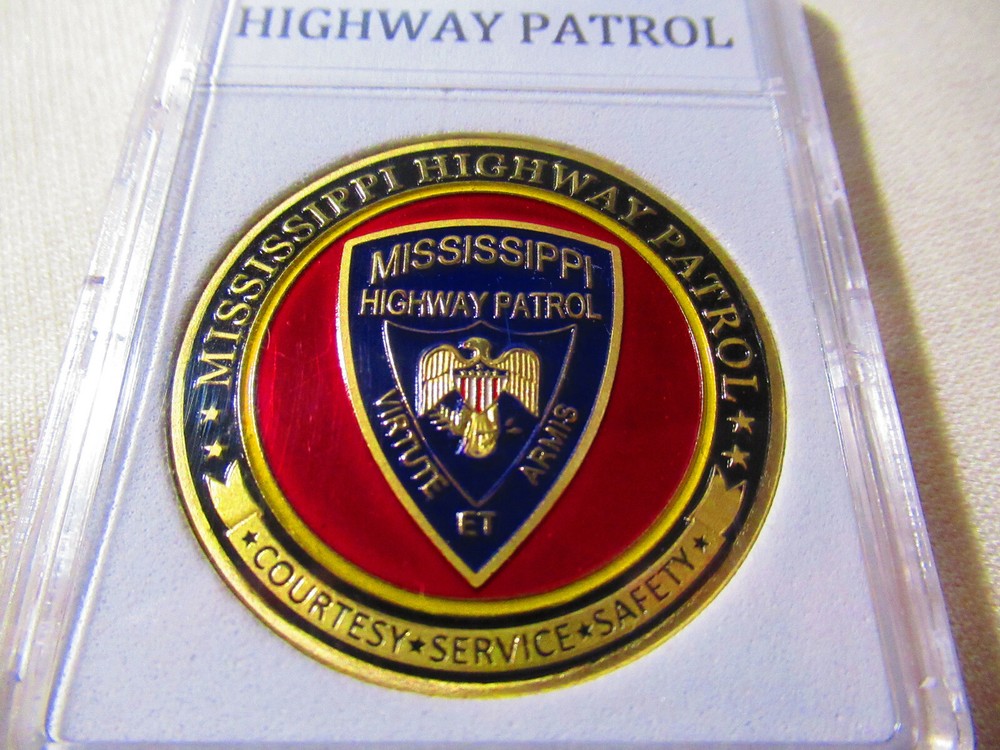 HIGHWAY PATROL
MISSISSIPPI HIGHWAY PATROL
MISSISSIPPI
HIGHWAY PATROL
VIRTUTE
ET
ARMIS
COURTESY★SERVICE★SAFETY